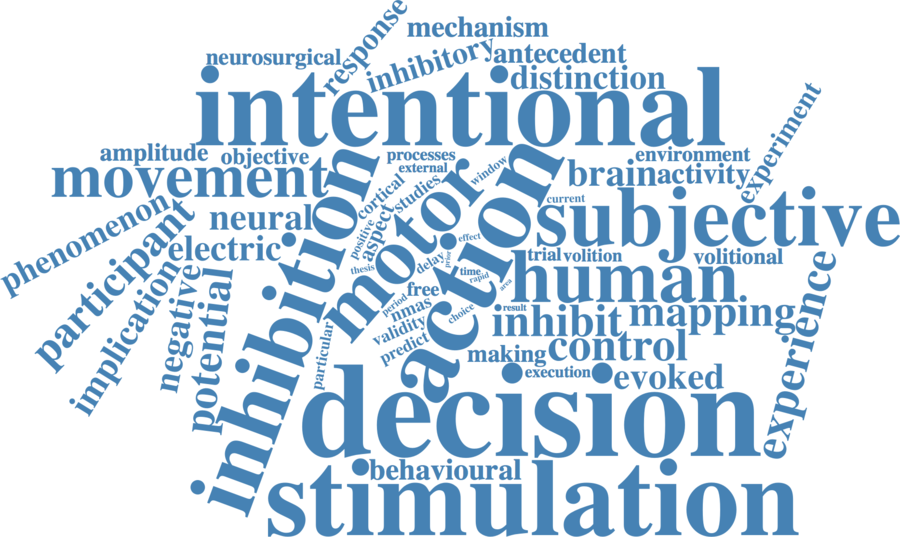 response
mechanism
neurosurgical
inhibitory
antecedent
distinction
intentional
experiment
amplitude
objective
processes
external
window
environment
movement
brain
activity
cortical
studies
current
phenomenon
participant
neural
electric
inhibition
positive
aspect
thesis
motor
action
effect
prior
delay
time
rapid
area
subjective
trial
volition
volitional
human
implication
negative
potential
free
period
nmas
validity
predict
choice
particular
result
inhibit
mapping
making
control
execution
evoked
experience
decision
behavioural
stimulation